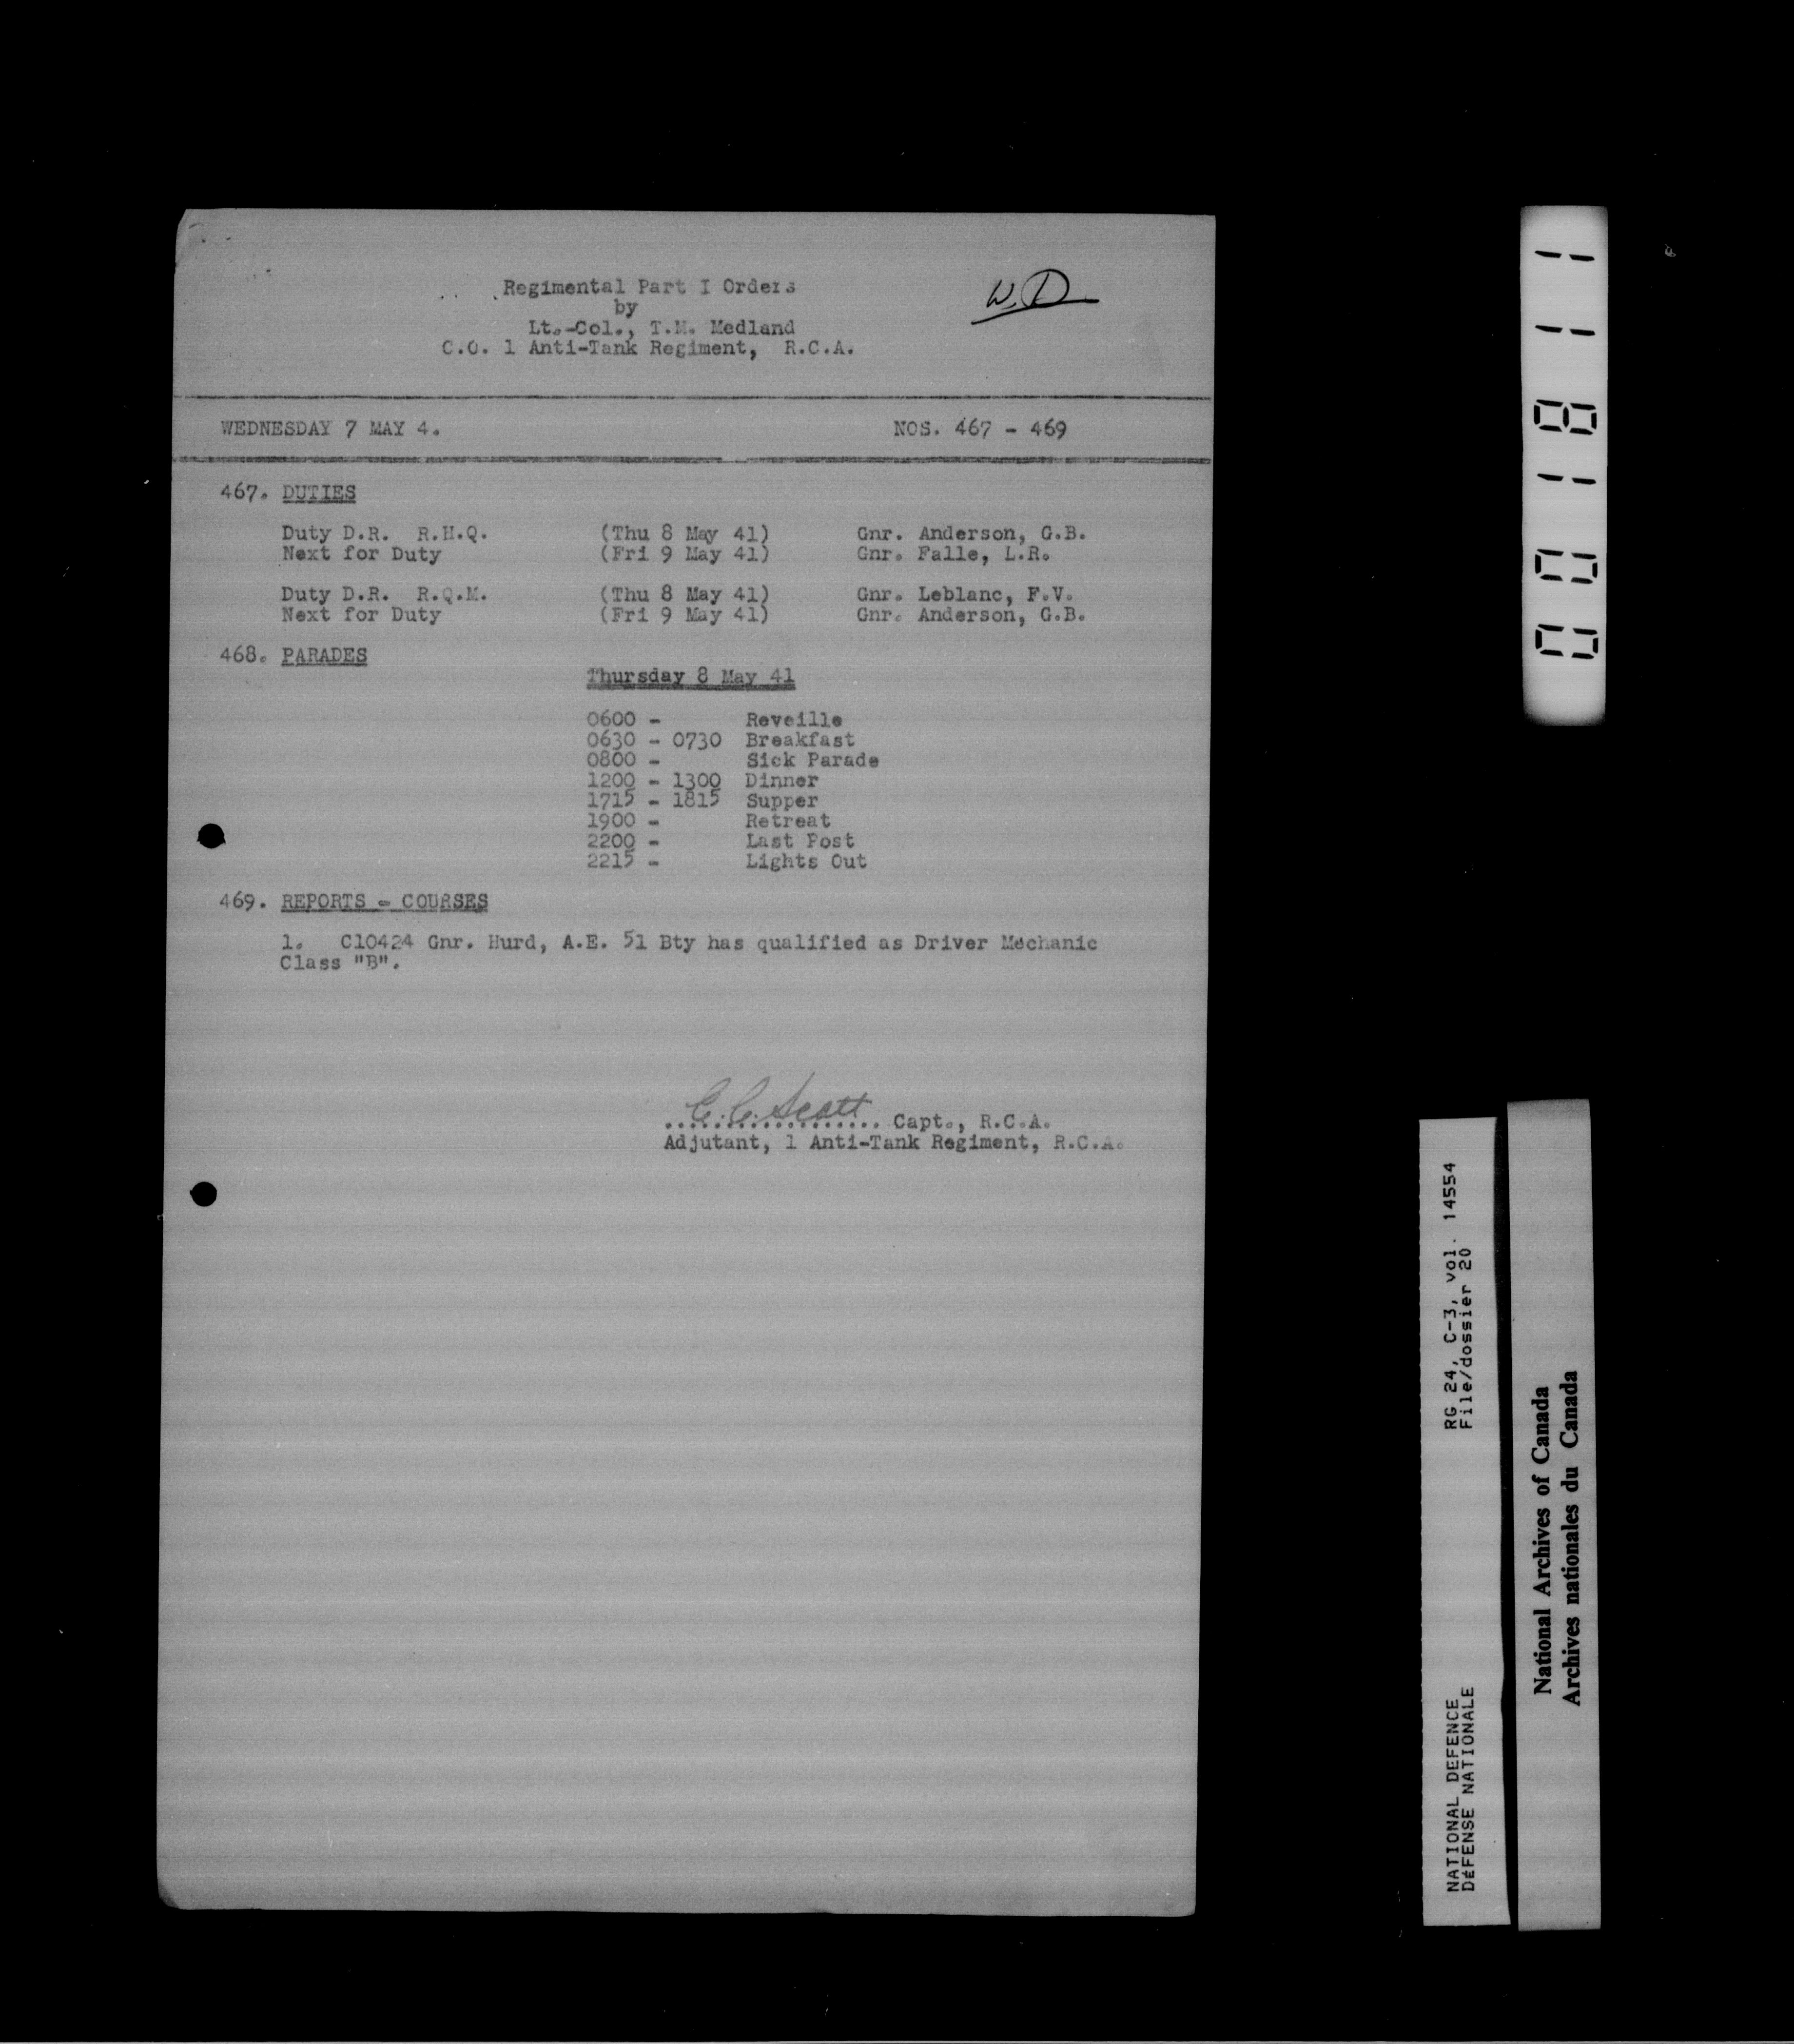 Regimental Part I Orders
by
Lt.-Col., T.M. Medland
C.O. 1 Anti-Tank Regiment, R.C.A.
W.D.
WEDNESDAY 7 MAY 4. NOS. 467 - 469
467. DUTIES
Duty D.R. R.H.Q. (Thu 8 May 41) Gnr. Anderson, G.B.
Next for Duty (Fri 9 May 41) Gnr. Falle, L.R.
Duty D.R. R.Q.M. (Thu 8 May 41) Gnr. Leblanc, F.V.
Next for Duty (Fri 9 May 41) Gnr. Anderson, G.B.
468. PARADES
Thursday 8 May 41
0600 - Reveille
0630 - 0730 Breakfast
0800 - Sick Parade
1200 - 1300 Dinner
1715 - 1815 Supper
1900 - Retreat
2200 - Last Post
2215 - Lights Out
469. REPORTS - COURSES
1. C10424 Gnr. Hurd, A.E. 51 Bty has qualified as Driver Mechanic
Class "B".
C.C. Scott
.................. Capt., R.C.A.
Adjutant, 1 Anti-Tank Regiment, R.C.A.
00001811
NATIONAL DEFENCE RG 24, C-3, vol. 14554
DÉFENSE NATIONALE File/dossier 20
National Archives of Canada
Archives nationales du Canada